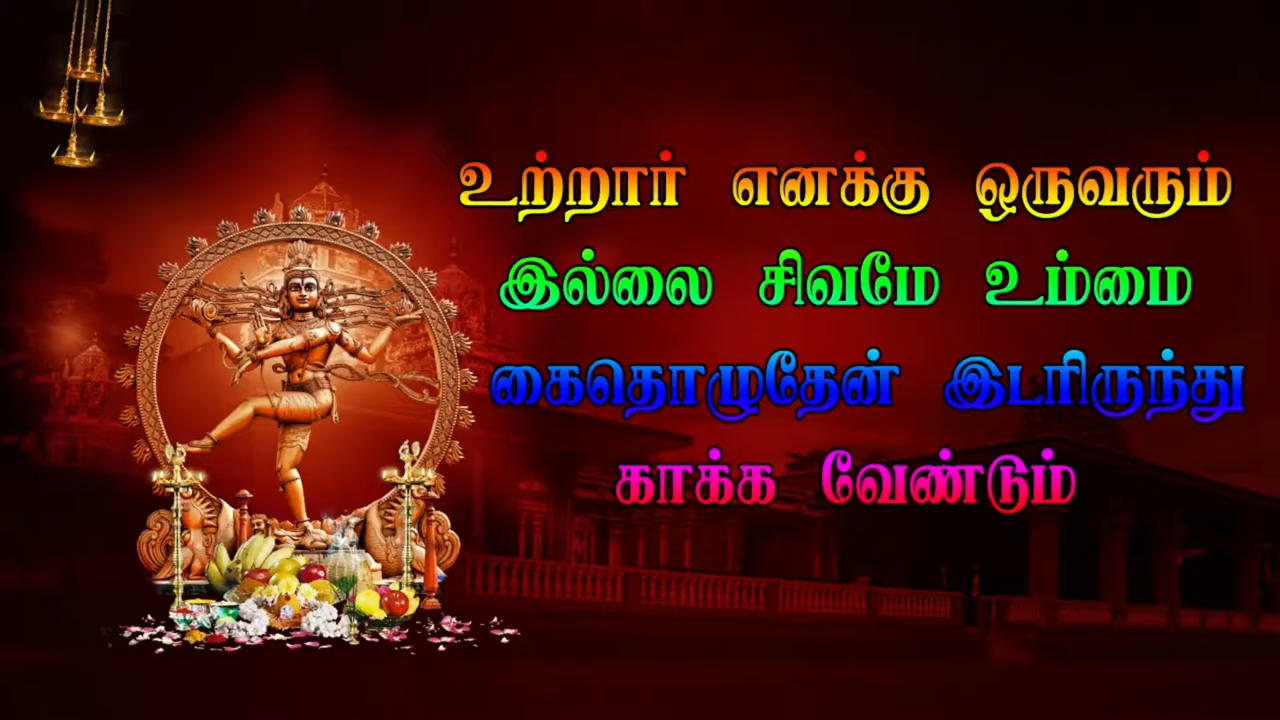 உற்றார் எனக்கு ஒருவரும்
இல்லை சிவமே உம்மை
கைதொழுதேன் இடரிருந்து
காக்க வேண்டும்